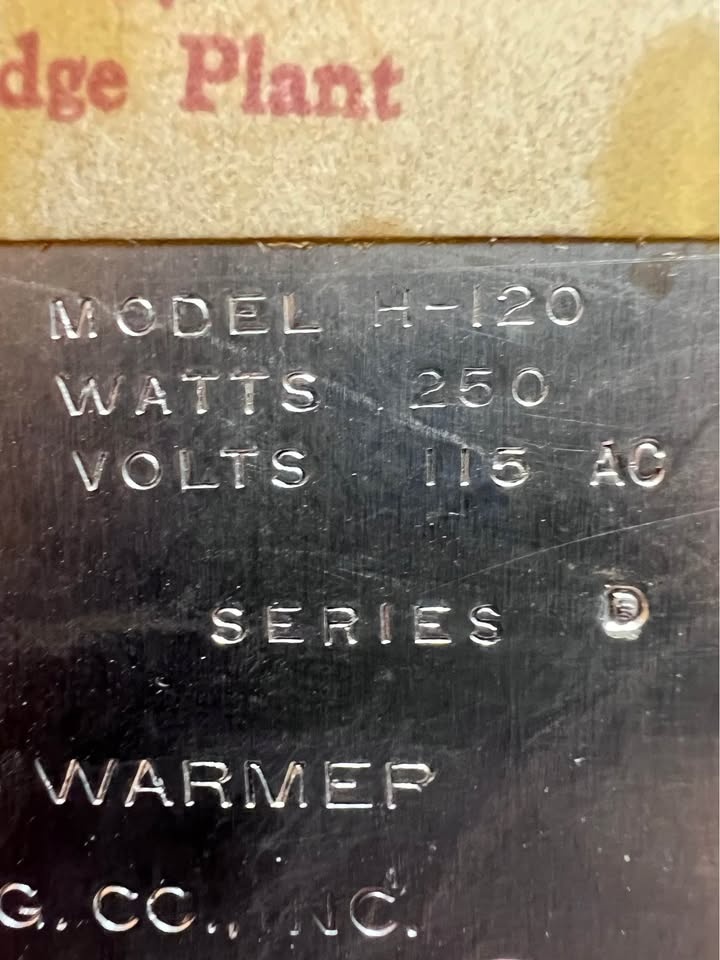 dge Plant
MODEL H-120
WATTS 250
VOLTS 115 AC
SERIES D
WARMER
G. CO., INC.